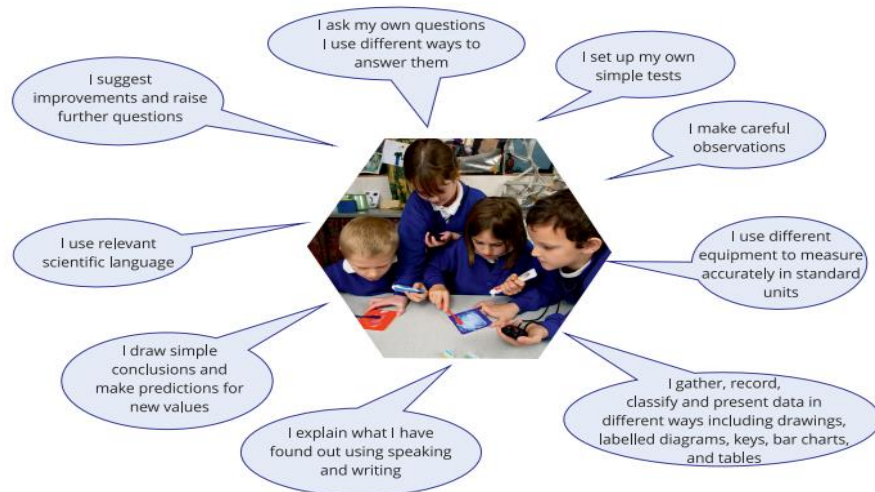 I ask my own questions
I use different ways to
answer them
I set up my own
simple tests
I make careful
observations
I use different
equipment to measure
accurately in standard
units
I gather, record,
classify and present data in
different ways including drawings,
labelled diagrams, keys, bar charts,
and tables
I explain what I have
found out using speaking
and writing
I draw simple
conclusions and
make predictions for
new values
I use relevant
scientific language
I suggest
improvements and raise
further questions